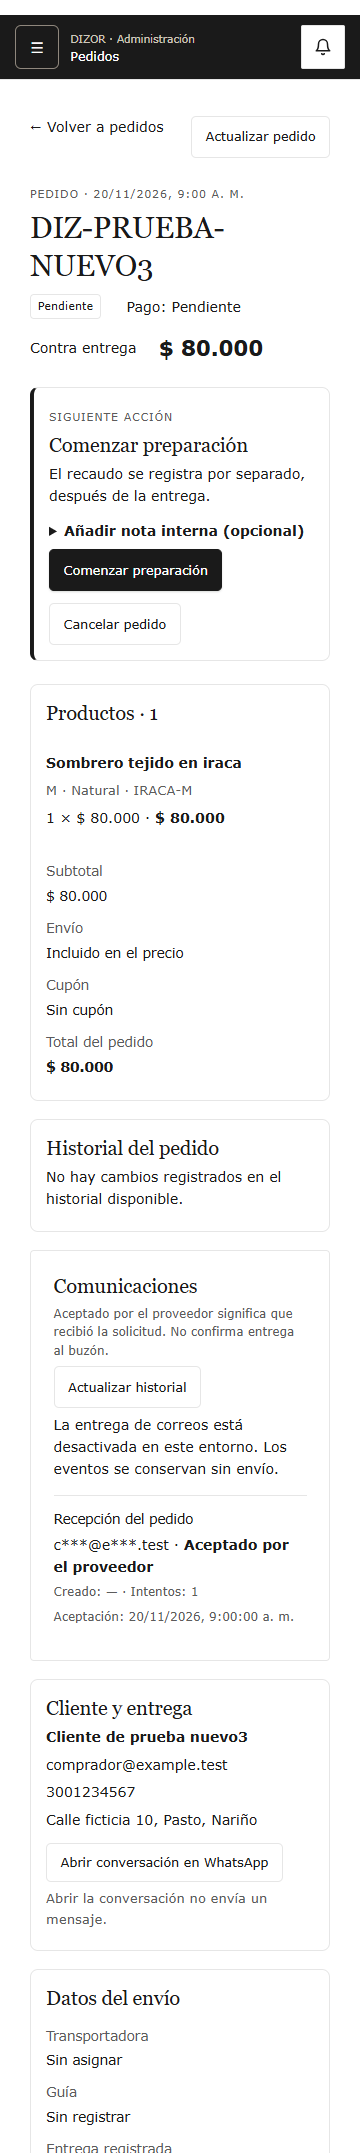 ☰
DIZOR · Administración
Pedidos
← Volver a pedidos
Actualizar pedido
PEDIDO · 20/11/2026, 9:00 A. M.
DIZ-PRUEBA-
NUEVO3
Pendiente
Pago: Pendiente
Contra entrega
$ 80.000
SIGUIENTE ACCIÓN
Comenzar preparación
El recaudo se registra por separado,
después de la entrega.
▶ Añadir nota interna (opcional)
Comenzar preparación
Cancelar pedido
Productos · 1
Sombrero tejido en iraca
M · Natural · IRACA-M
1 × $ 80.000 · $ 80.000
Subtotal
$ 80.000
Envío
Incluido en el precio
Cupón
Sin cupón
Total del pedido
$ 80.000
Historial del pedido
No hay cambios registrados en el
historial disponible.
Comunicaciones
Aceptado por el proveedor significa que
recibió la solicitud. No confirma entrega
al buzón.
Actualizar historial
La entrega de correos está
desactivada en este entorno. Los
eventos se conservan sin envío.
Recepción del pedido
c***@e***.test · Aceptado por
el proveedor
Creado: — · Intentos: 1
Aceptación: 20/11/2026, 9:00:00 a. m.
Cliente y entrega
Cliente de prueba nuevo3
comprador@example.test
3001234567
Calle ficticia 10, Pasto, Nariño
Abrir conversación en WhatsApp
Abrir la conversación no envía un
mensaje.
Datos del envío
Transportadora
Sin asignar
Guía
Sin registrar
Entrega registrada